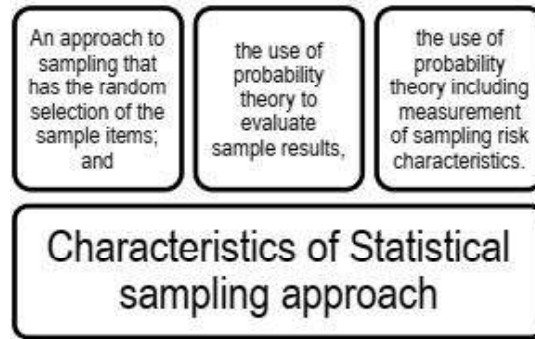 An approach to
sampling that
has the random
selection of the
sample items;
and
the use of
probability
theory to
evaluate
sample results,
the use of
probability
theory including
measurement
of sampling risk
characteristics.
Characteristics of Statistical
sampling approach